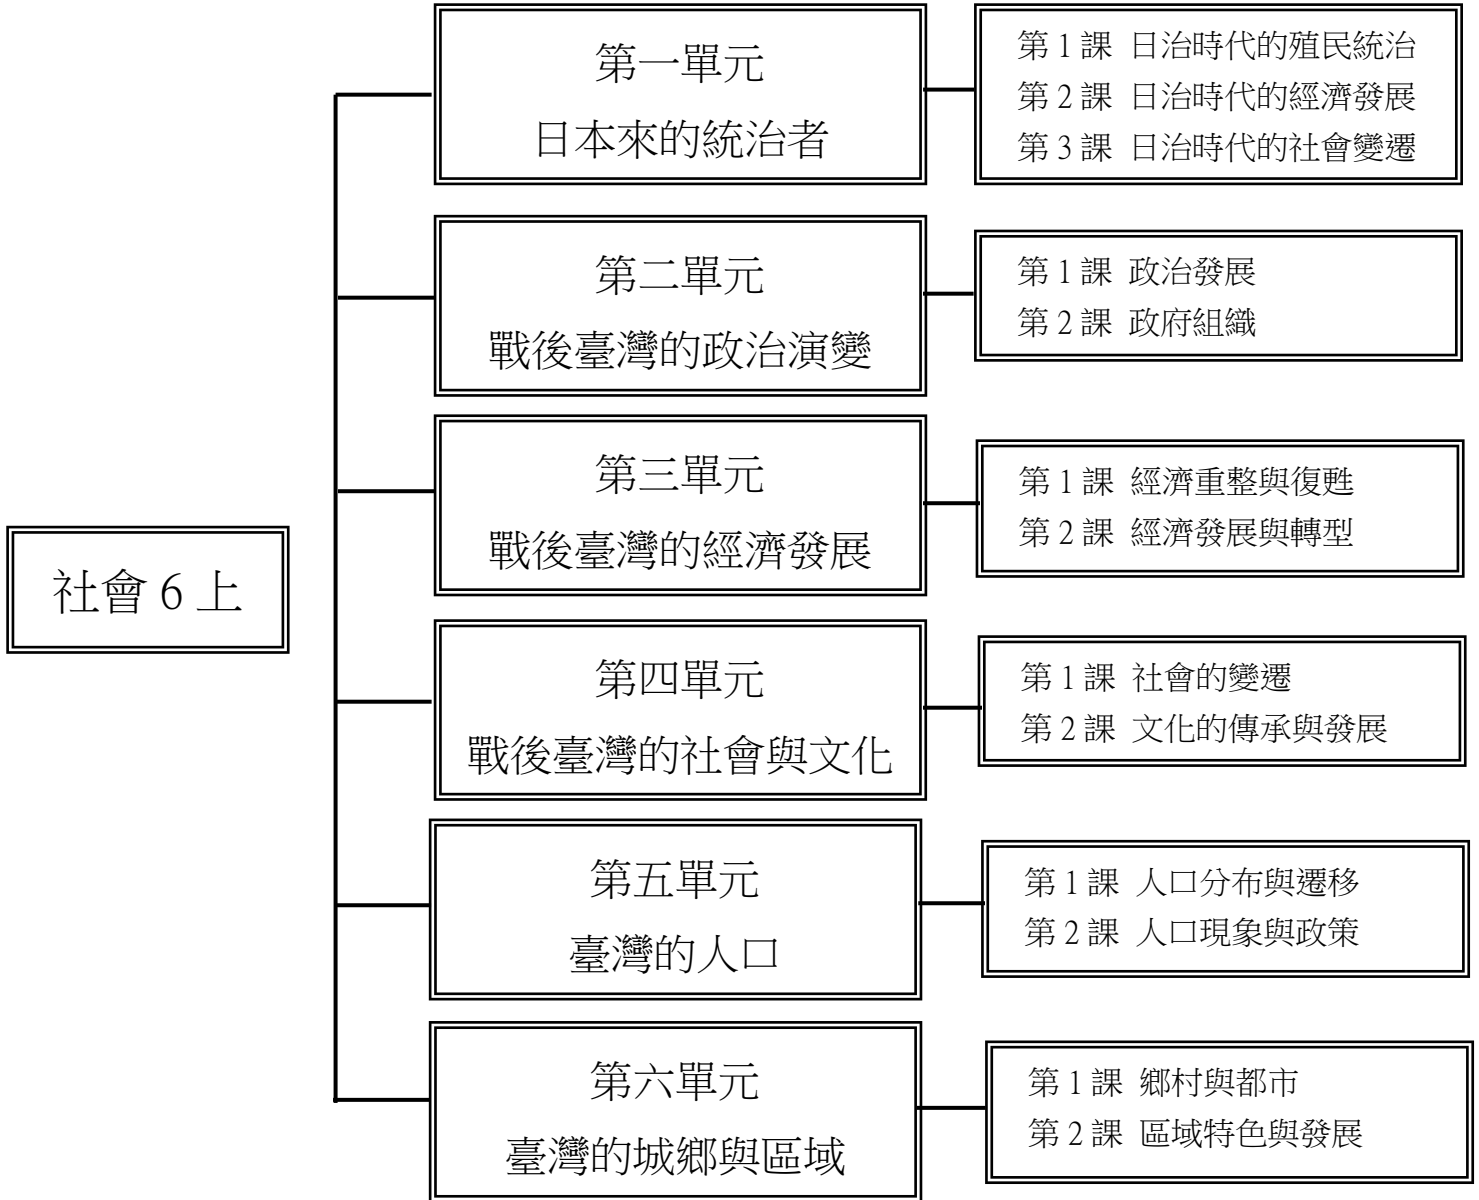 社會6上
第一單元
日本來的統治者
第1課 日治時代的殖民統治
第2課 日治時代的經濟發展
第3課 日治時代的社會變遷
第二單元
戰後臺灣的政治演變
第1課 政治發展
第2課 政府組織
第三單元
戰後臺灣的經濟發展
第1課 經濟重整與復甦
第2課 經濟發展與轉型
第四單元
戰後臺灣的社會與文化
第1課 社會的變遷
第2課 文化的傳承與發展
第五單元
臺灣的人口
第1課 人口分布與遷移
第2課 人口現象與政策
第六單元
臺灣的城鄉與區域
第1課 鄉村與都市
第2課 區域特色與發展